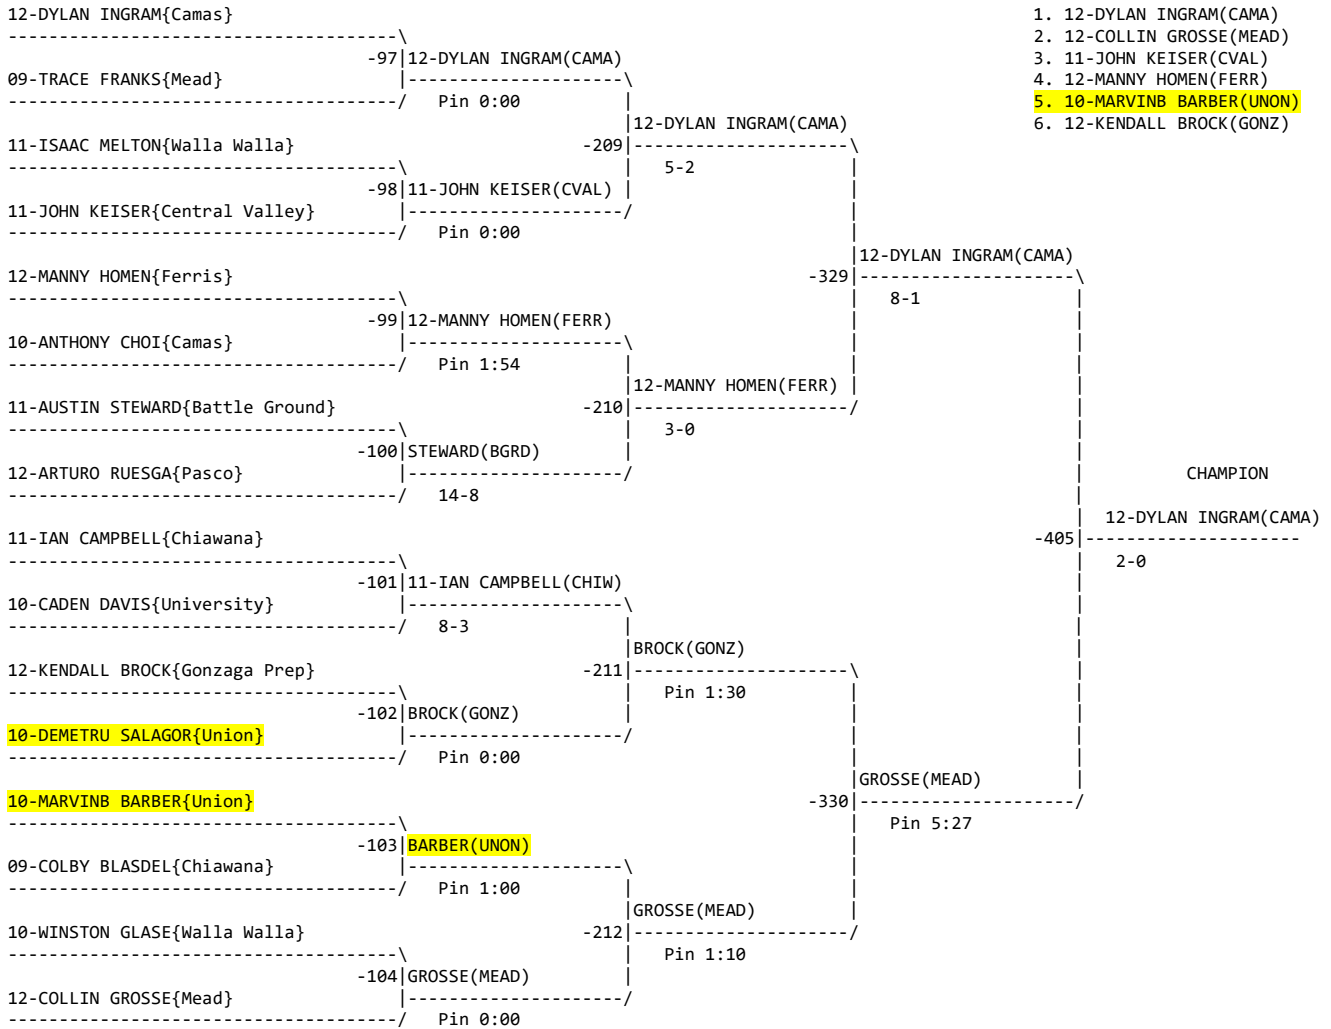 12-DYLAN INGRAM{Camas} 1. 12-DYLAN INGRAM(CAMA)
--------------------------------------\ 2. 12-COLLIN GROSSE(MEAD)
-97|12-DYLAN INGRAM(CAMA) 3. 11-JOHN KEISER(CVAL)
09-TRACE FRANKS{Mead} |---------------------\ 4. 12-MANNY HOMEN(FERR)
--------------------------------------/ Pin 0:00 | 5. 10-MARVINB BARBER(UNON)
|12-DYLAN INGRAM(CAMA) 6. 12-KENDALL BROCK(GONZ)
11-ISAAC MELTON{Walla Walla} -209|---------------------\
--------------------------------------\ | 5-2 |
-98|11-JOHN KEISER(CVAL) | |
11-JOHN KEISER{Central Valley} |---------------------/ |
--------------------------------------/ Pin 0:00 |
|12-DYLAN INGRAM(CAMA)
12-MANNY HOMEN{Ferris} -329|---------------------\
--------------------------------------\ | 8-1 |
-99|12-MANNY HOMEN(FERR) | |
10-ANTHONY CHOI{Camas} |---------------------\ | |
--------------------------------------/ Pin 1:54 | | |
|12-MANNY HOMEN(FERR) | |
11-AUSTIN STEWARD{Battle Ground} -210|---------------------/ |
--------------------------------------\ | 3-0 |
-100|STEWARD(BGRD) | |
12-ARTURO RUESGA{Pasco} |---------------------/ | CHAMPION
--------------------------------------/ 14-8 |
| 12-DYLAN INGRAM(CAMA)
11-IAN CAMPBELL{Chiawana} -405|---------------------
--------------------------------------\ | 2-0
-101|11-IAN CAMPBELL(CHIW) |
10-CADEN DAVIS{University} |---------------------\ |
--------------------------------------/ 8-3 | |
|BROCK(GONZ) |
12-KENDALL BROCK{Gonzaga Prep} -211|---------------------\ |
--------------------------------------\ | Pin 1:30 | |
-102|BROCK(GONZ) | | |
10-DEMETRU SALAGOR{Union} |---------------------/ | |
--------------------------------------/ Pin 0:00 | |
|GROSSE(MEAD) |
10-MARVINB BARBER{Union} -330|---------------------/
--------------------------------------\ | Pin 5:27
-103|BARBER(UNON) |
09-COLBY BLASDEL{Chiawana} |---------------------\ |
--------------------------------------/ Pin 1:00 | |
|GROSSE(MEAD) |
10-WINSTON GLASE{Walla Walla} -212|---------------------/
--------------------------------------\ | Pin 1:10
-104|GROSSE(MEAD) |
12-COLLIN GROSSE{Mead} |---------------------/
--------------------------------------/ Pin 0:00